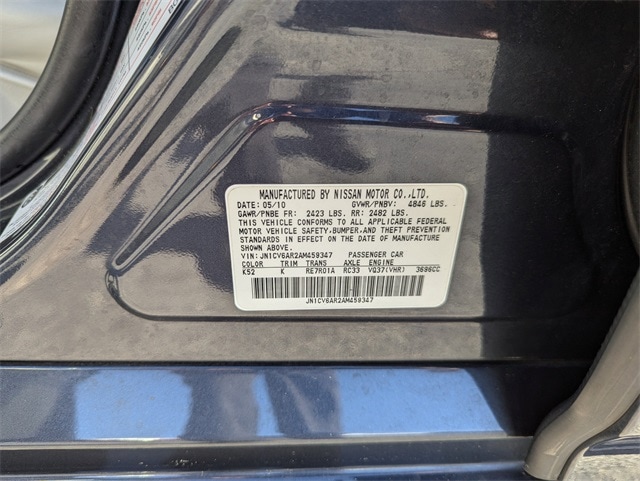 MANUFACTURED BY NISSAN MOTOR CO.,LTD.
DATE: 05/10 GVWR/PNBV: 4846 LBS.
GAWR/PNBE FR: 2423 LBS. RR: 2482 LBS.
THIS VEHICLE CONFORMS TO ALL APPLICABLE FEDERAL
MOTOR VEHICLE SAFETY,BUMPER,AND THEFT PREVENTION
STANDARDS IN EFFECT ON THE DATE OF MANUFACTURE
SHOWN ABOVE.
VIN: JN1CV6AR2AM459347 PASSENGER CAR
COLOR TRIM TRANS AXLE ENGINE
K52 K RE7R01A RC33 VQ37(VHR) 3696CC
JN1CV6AR2AM459347